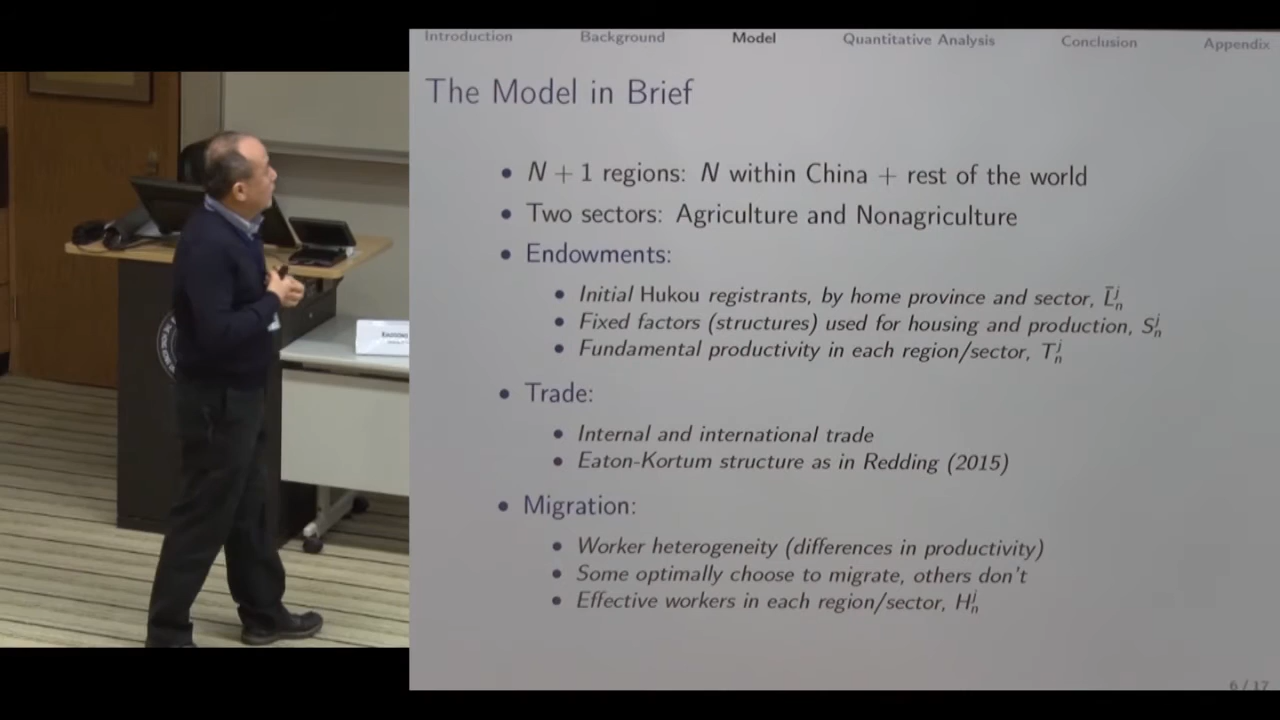 Introduction Background Model Quantitative Analysis Conclusion Appendix
The Model in Brief
• N + 1 regions: N within China + rest of the world
• Two sectors: Agriculture and Nonagriculture
• Endowments:
• Initial Hukou registrants, by home province and sector, L̄ⁱₙ
• Fixed factors (structures) used for housing and production, Sⁱₙ
• Fundamental productivity in each region/sector, Tⁱₙ
• Trade:
• Internal and international trade
• Eaton-Kortum structure as in Redding (2015)
• Migration:
• Worker heterogeneity (differences in productivity)
• Some optimally choose to migrate, others don't
• Effective workers in each region/sector, Hⁱₙ
6 / 17